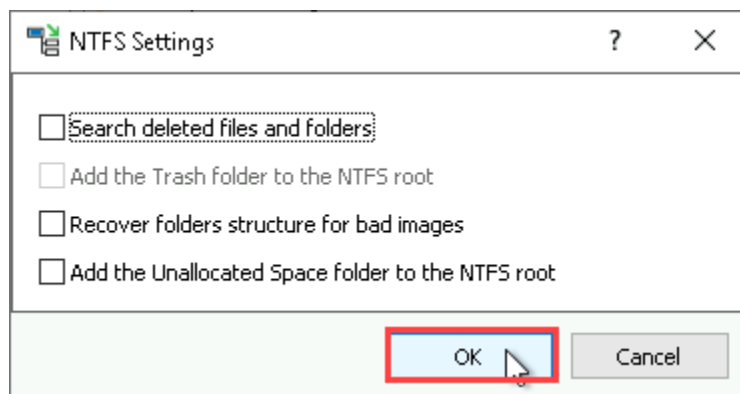 NTFS Settings
?
Search deleted files and folders
Add the Trash folder to the NTFS root
Recover folders structure for bad images
Add the Unallocated Space folder to the NTFS root
OK
Cancel